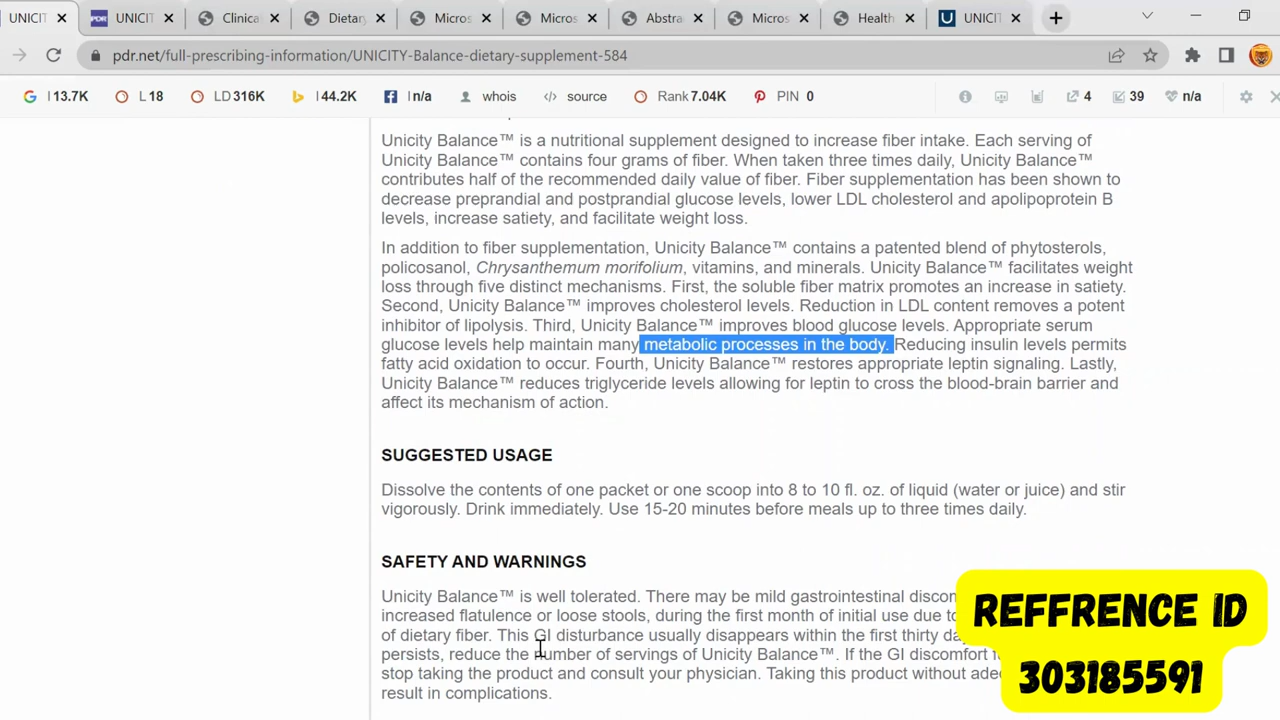 UNICIT
UNICIT
Clinica
Dietary
Micros
Micros
Abstra
Micros
Health
UNICIT
pdr.net/full-prescribing-information/UNICITY-Balance-dietary-supplement-584
I 13.7K
L 18
LD 316K
I 44.2K
I n/a
whois
source
Rank 7.04K
PIN 0
4
39
n/a
Unicity Balance™ is a nutritional supplement designed to increase fiber intake. Each serving of
Unicity Balance™ contains four grams of fiber. When taken three times daily, Unicity Balance™
contributes half of the recommended daily value of fiber. Fiber supplementation has been shown to
decrease preprandial and postprandial glucose levels, lower LDL cholesterol and apolipoprotein B
levels, increase satiety, and facilitate weight loss.
In addition to fiber supplementation, Unicity Balance™ contains a patented blend of phytosterols,
policosanol, Chrysanthemum morifolium, vitamins, and minerals. Unicity Balance™ facilitates weight
loss through five distinct mechanisms. First, the soluble fiber matrix promotes an increase in satiety.
Second, Unicity Balance™ improves cholesterol levels. Reduction in LDL content removes a potent
inhibitor of lipolysis. Third, Unicity Balance™ improves blood glucose levels. Appropriate serum
glucose levels help maintain many metabolic processes in the body. Reducing insulin levels permits
fatty acid oxidation to occur. Fourth, Unicity Balance™ restores appropriate leptin signaling. Lastly,
Unicity Balance™ reduces triglyceride levels allowing for leptin to cross the blood-brain barrier and
affect its mechanism of action.
SUGGESTED USAGE
Dissolve the contents of one packet or one scoop into 8 to 10 fl. oz. of liquid (water or juice) and stir
vigorously. Drink immediately. Use 15-20 minutes before meals up to three times daily.
SAFETY AND WARNINGS
Unicity Balance™ is well tolerated. There may be mild gastrointestinal discon
increased flatulence or loose stools, during the first month of initial use due to
of dietary fiber. This GI disturbance usually disappears within the first thirty da
persists, reduce the number of servings of Unicity Balance™. If the GI discomfort
stop taking the product and consult your physician. Taking this product without ade
result in complications.
REFFRENCE ID
303185591